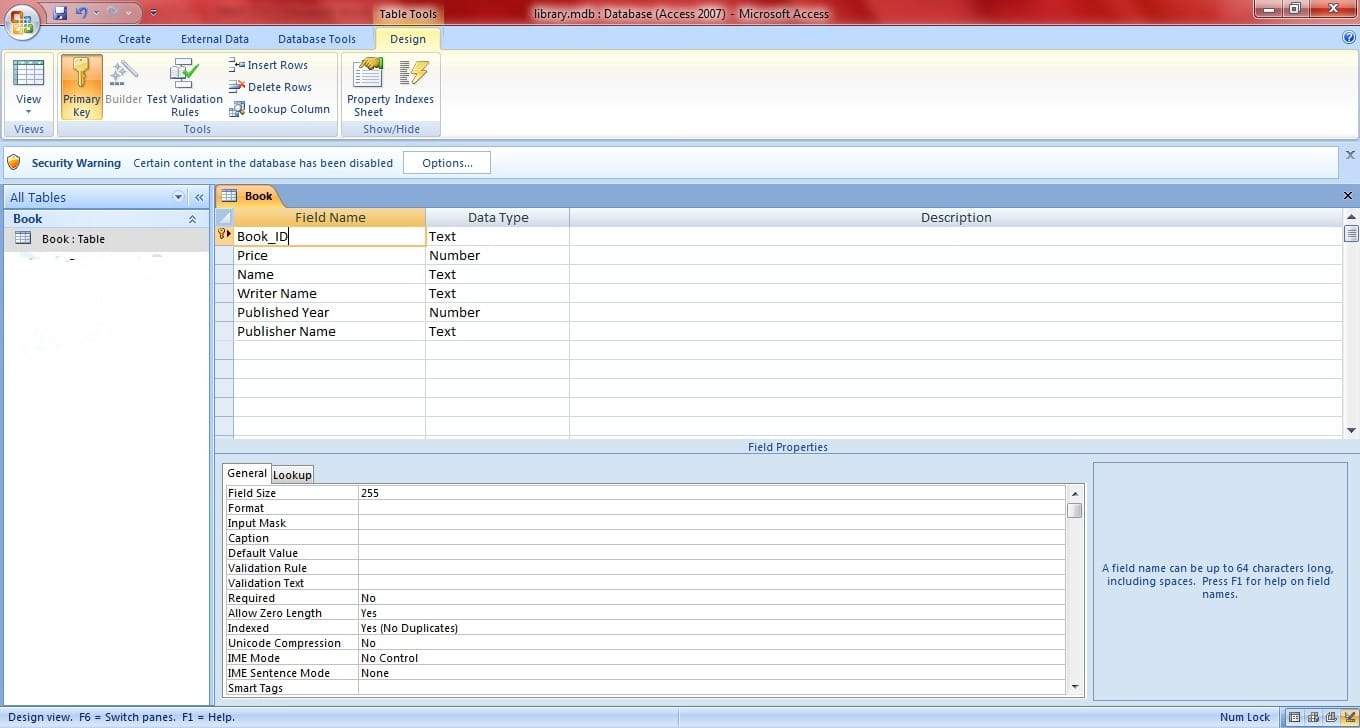 Table Tools
library.mdb : Database (Access 2007) - Microsoft Access
Home
Create
External Data
Database Tools
Design
View
Primary Key
Builder
Test Validation Rules
Insert Rows
Delete Rows
Lookup Column
Property Sheet
Indexes
Views
Tools
Show/Hide
Security Warning Certain content in the database has been disabled Options...
All Tables
Book
Book : Table
Book
Field Name Data Type Description
Book_ID Text
Price Number
Name Text
Writer Name Text
Published Year Number
Publisher Name Text
Field Properties
General Lookup
Field Size 255
Format
Input Mask
Caption
Default Value
Validation Rule
Validation Text
Required No
Allow Zero Length Yes
Indexed Yes (No Duplicates)
Unicode Compression No
IME Mode No Control
IME Sentence Mode None
Smart Tags
A field name can be up to 64 characters long,
including spaces. Press F1 for help on field
names.
Design view. F6 = Switch panes. F1 = Help.
Num Lock